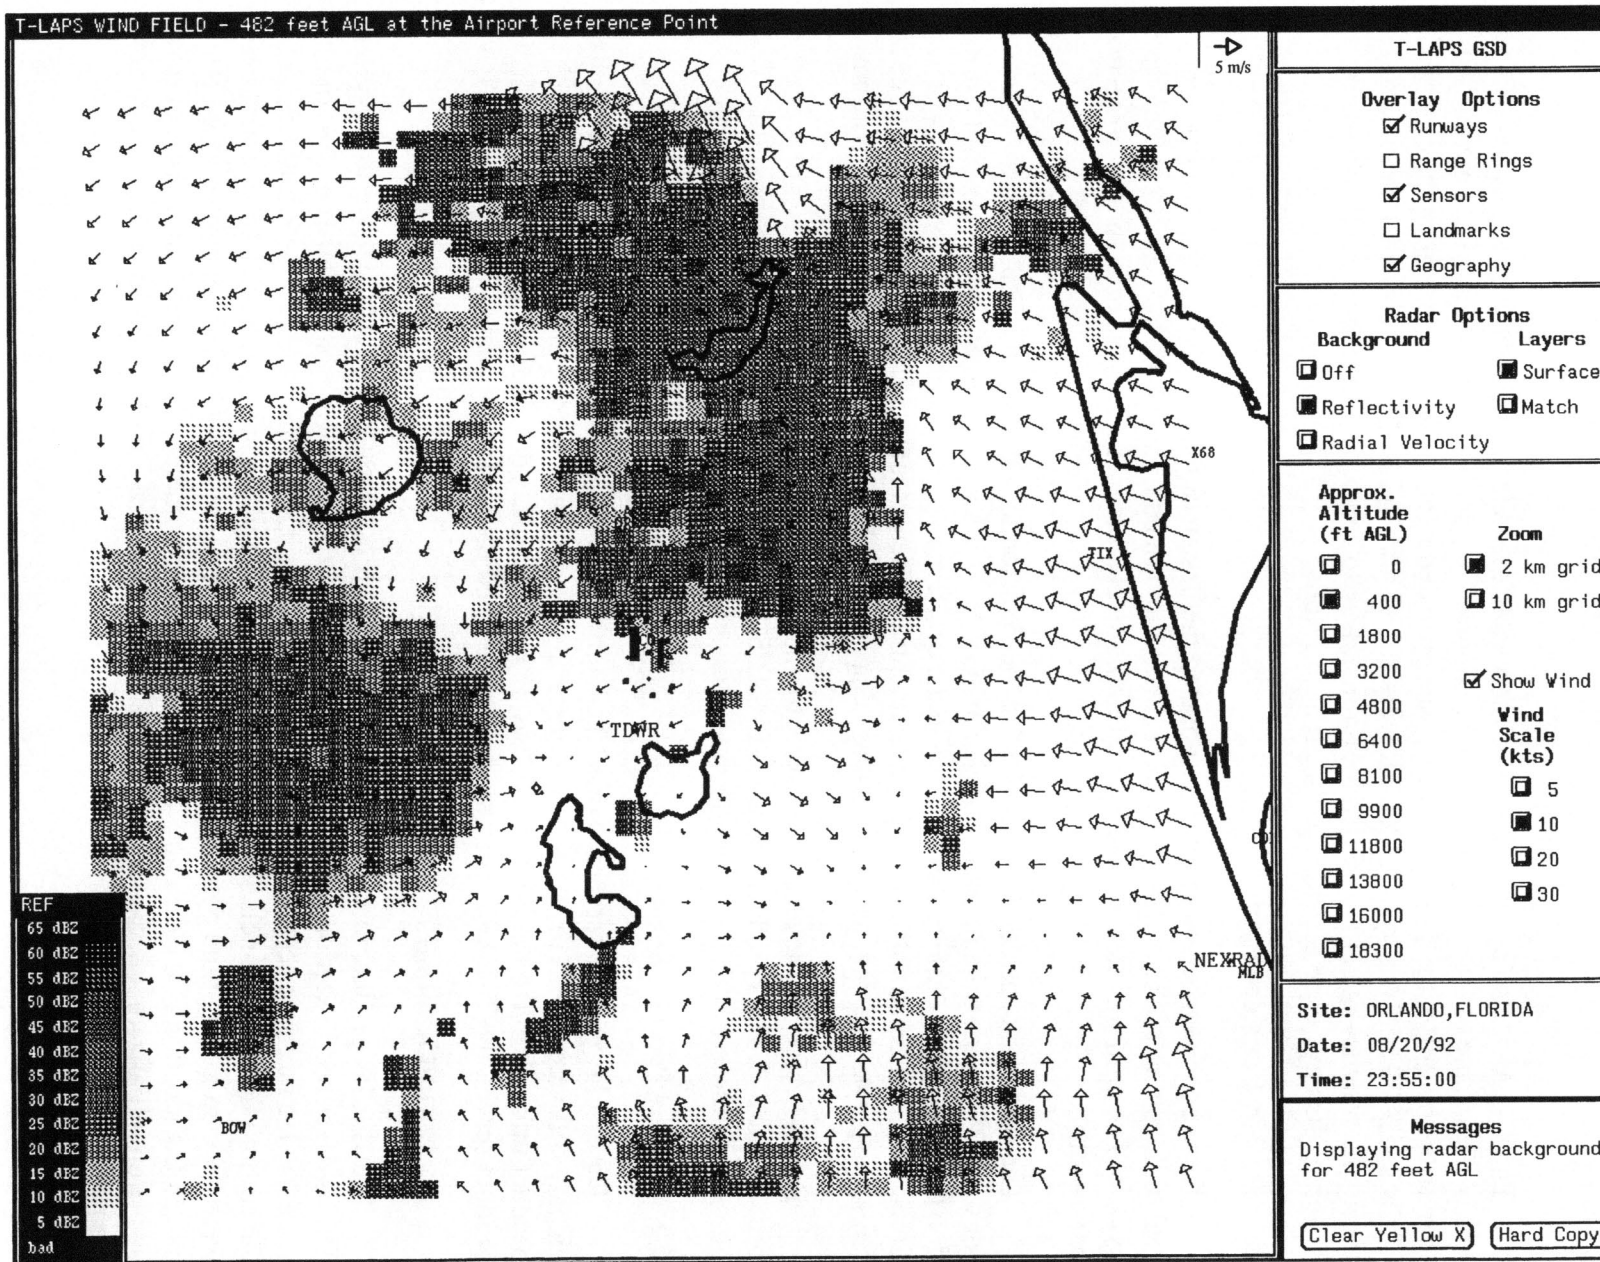 T-LAPS WIND FIELD - 482 feet AGL at the Airport Reference Point
5 m/s
X68
TIX
TDWR
NEXRAD
MLB
BOW
REF
65 dBZ
60 dBZ
55 dBZ
50 dBZ
45 dBZ
40 dBZ
35 dBZ
30 dBZ
25 dBZ
20 dBZ
15 dBZ
10 dBZ
5 dBZ
bad
T-LAPS GSD
Overlay Options
Runways
Range Rings
Sensors
Landmarks
Geography
Radar Options
Background Layers
Off Surface
Reflectivity Match
Radial Velocity
Approx.
Altitude
(ft AGL) Zoom
0 2 km grid
400 10 km grid
1800
3200 Show Wind
4800 Wind
6400 Scale
(kts)
8100 5
9900 10
11800 20
13800 30
16000
18300
Site: ORLANDO,FLORIDA
Date: 08/20/92
Time: 23:55:00
Messages
Displaying radar background
for 482 feet AGL
Clear Yellow X Hard Copy